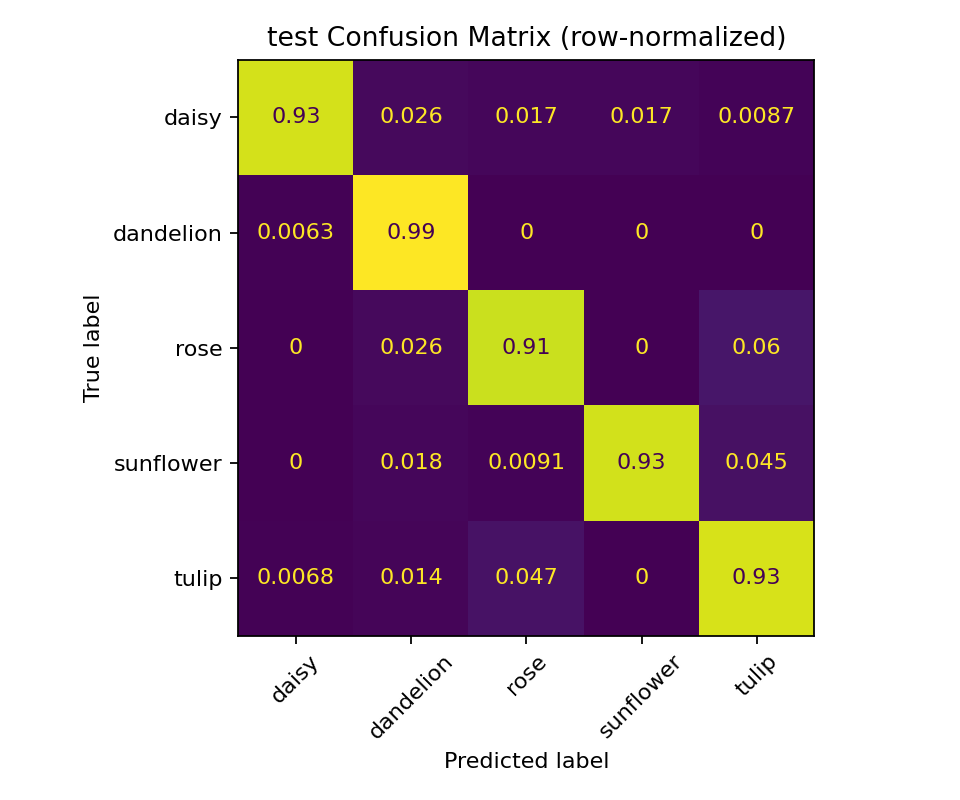 test Confusion Matrix (row-normalized)
daisy 0.93 0.026 0.017 0.017 0.0087
dandelion 0.0063 0.99 0 0 0
rose 0 0.026 0.91 0 0.06
sunflower 0 0.018 0.0091 0.93 0.045
tulip 0.0068 0.014 0.047 0 0.93
True label
daisy dandelion rose sunflower tulip
Predicted label